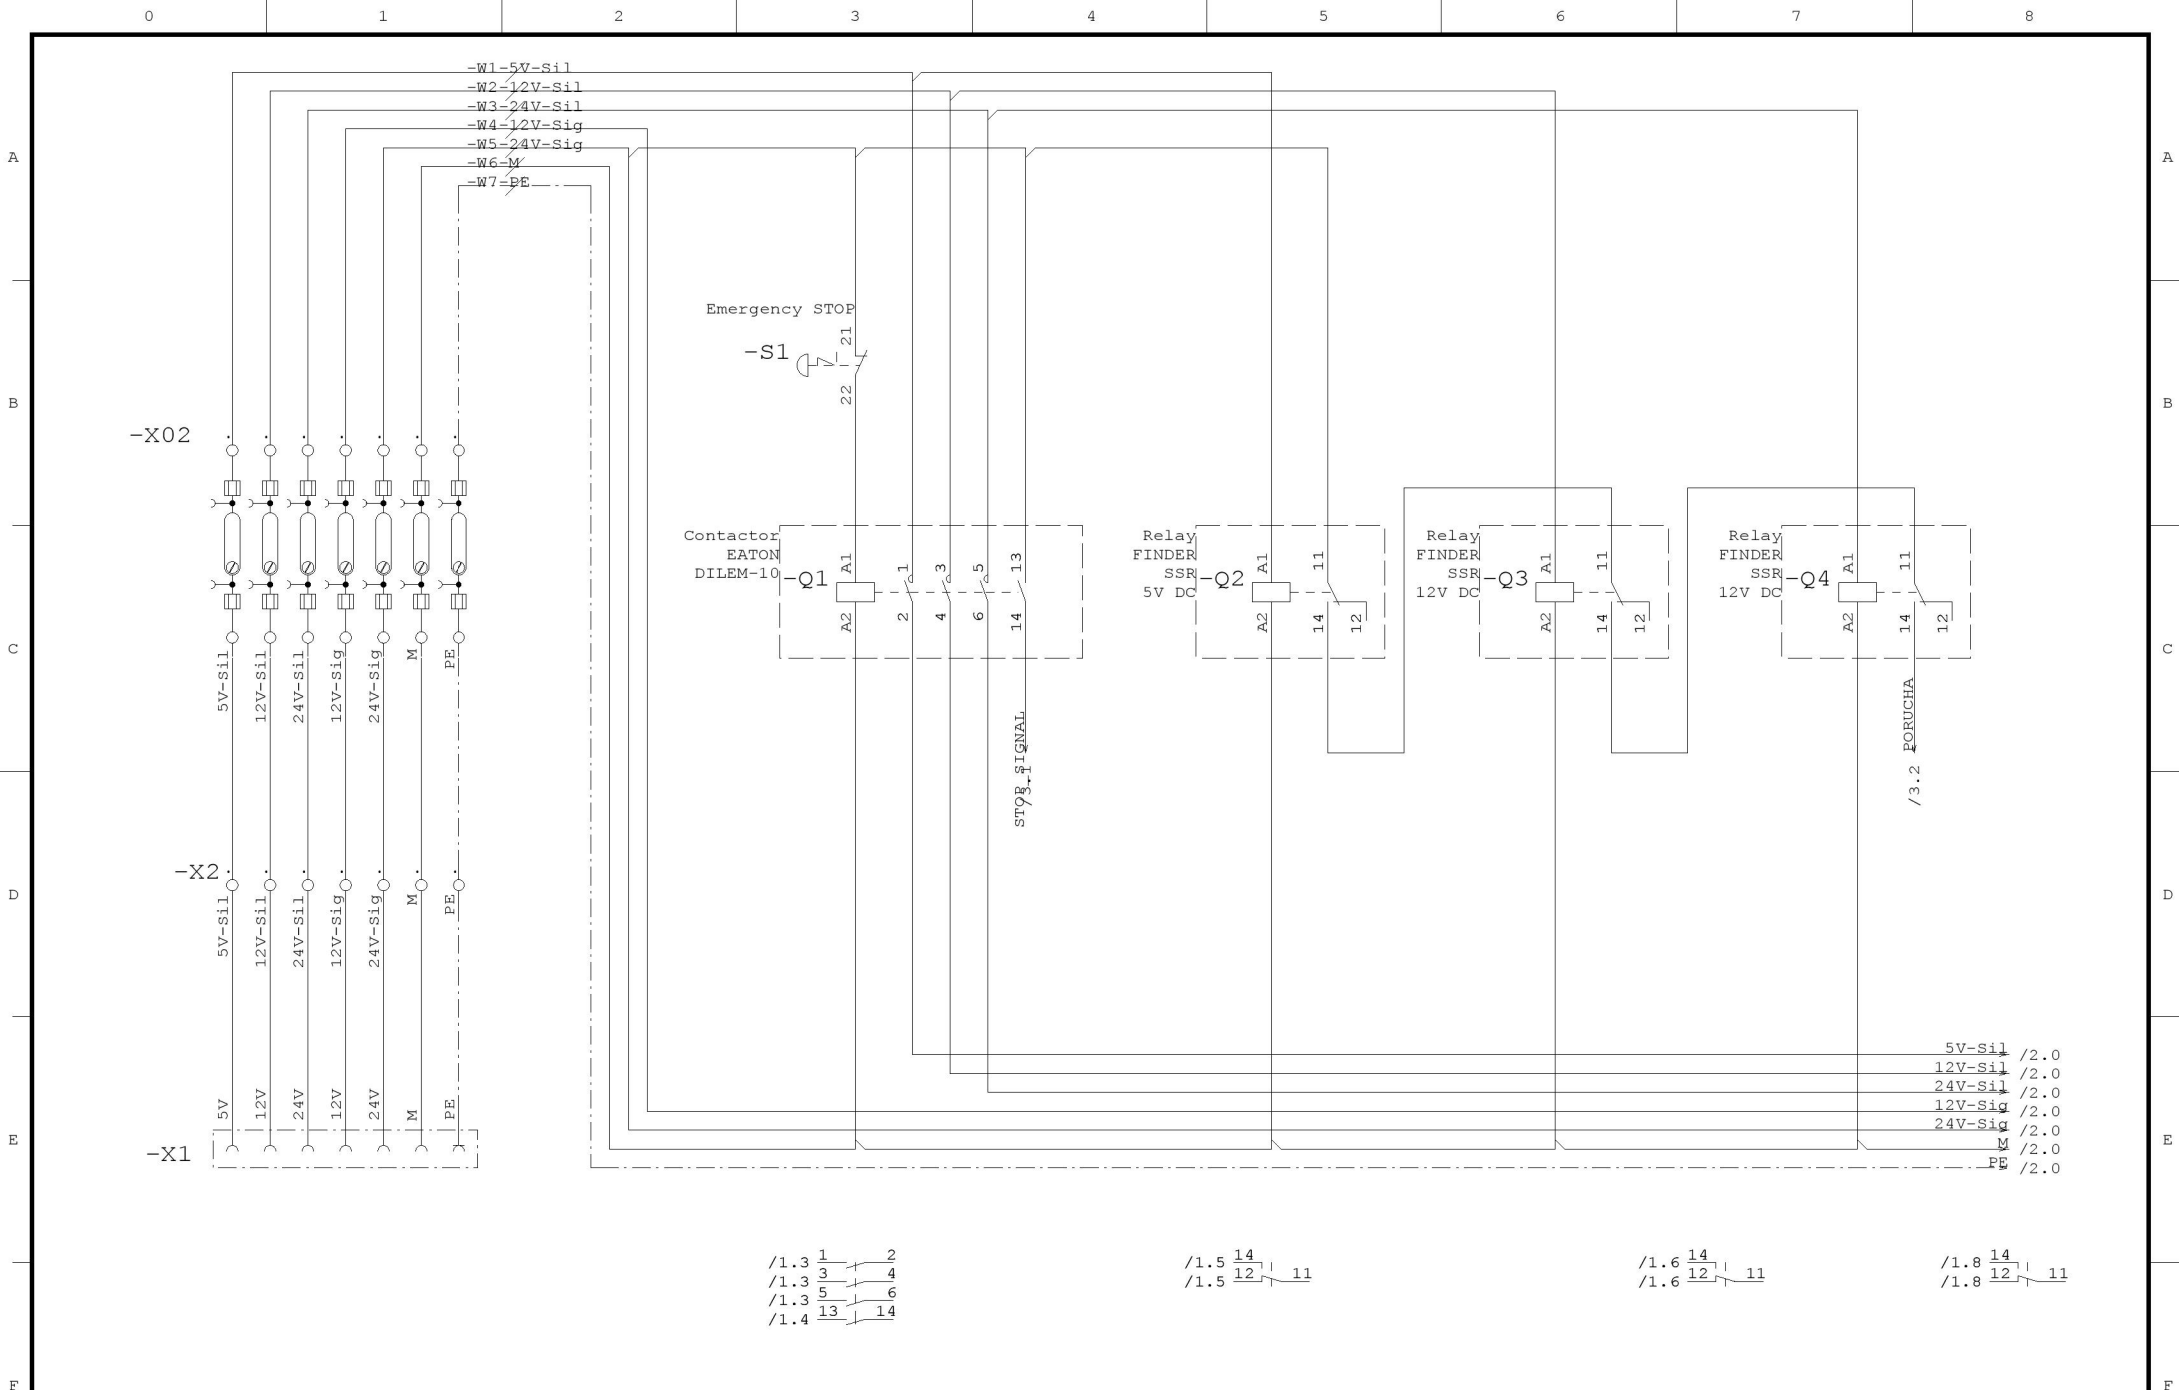 0 1 2 3 4 5 6 7 8
-W1-5V-Sil
-W2-12V-Sil
-W3-24V-Sil
-W4-12V-Sig
-W5-24V-Sig
-W6-M
-W7-PE
A A
Emergency STOP
21
-S1
22
B B
-X02
Contactor
EATON
DILEM-10
-Q1
A1 1 3 5 13
A2 2 4 6 14
Relay
FINDER
SSR
5V DC
-Q2
A1 11
A2 14 12
Relay
FINDER
SSR
12V DC
-Q3
A1 11
A2 14 12
Relay
FINDER
SSR
12V DC
-Q4
A1 11
A2 14 12
C C
5V-Sil 12V-Sil 24V-Sil 12V-Sig 24V-Sig M PE
STOP SIGNAL
/3.1
PORUCHA
/3.2
-X2
D D
5V-Sil 12V-Sil 24V-Sil 12V-Sig 24V-Sig M PE
5V-Sil /2.0
12V-Sil /2.0
24V-Sil /2.0
12V-Sig /2.0
24V-Sig /2.0
M /2.0
PE /2.0
5V 12V 24V 12V 24V M PE
E E
-X1
/1.3 1 2
/1.3 3 4
/1.3 5 6
/1.4 13 14
/1.5 14
/1.5 12 11
/1.6 14
/1.6 12 11
/1.8 14
/1.8 12 11
F F